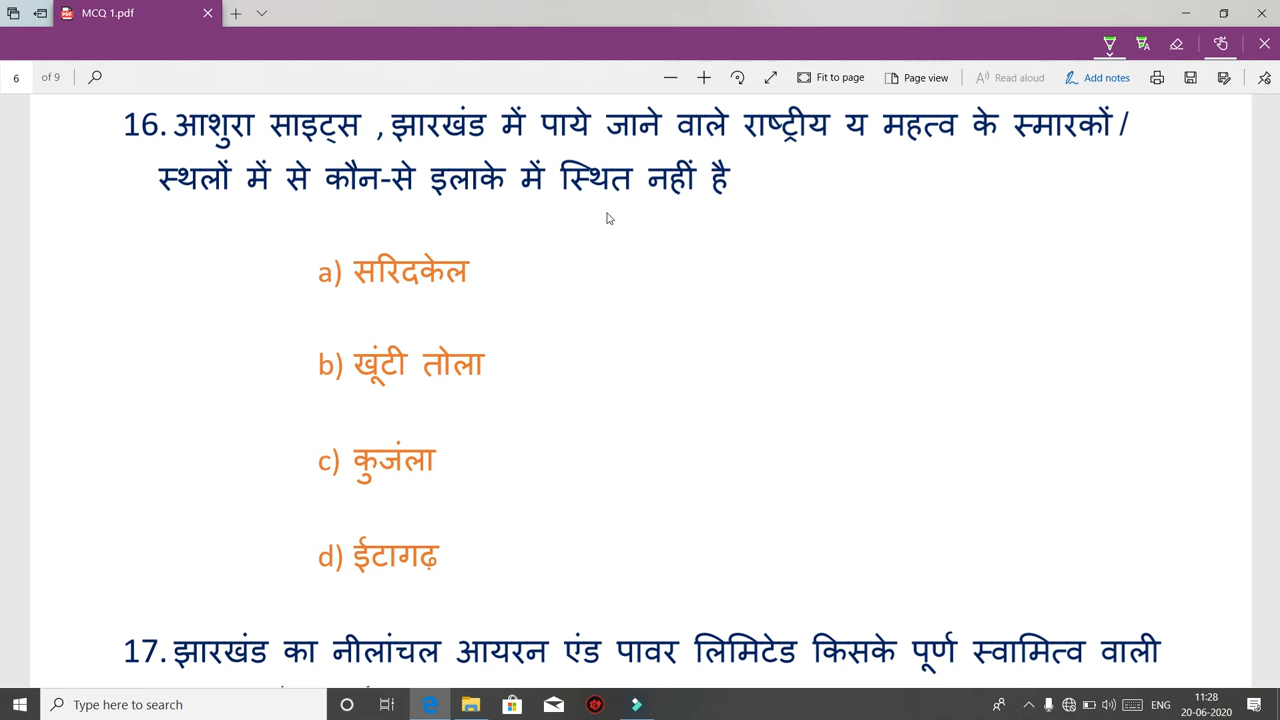 MCQ 1.pdf
6 of 9 Fit to page Page view Read aloud Add notes
16. आशुरा साइट्स ,झारखंड में पाये जाने वाले राष्ट्रीय य महत्व के स्मारकों/
स्थलों में से कौन-से इलाके में स्थित नहीं है
a) सरिदकेल
b) खूंटी तोला
c) कुजंला
d) ईटागढ़
17. झारखंड का नीलांचल आयरन एंड पावर लिमिटेड किसके पूर्ण स्वामित्व वाली
Type here to search
ENG
11:28
20-06-2020